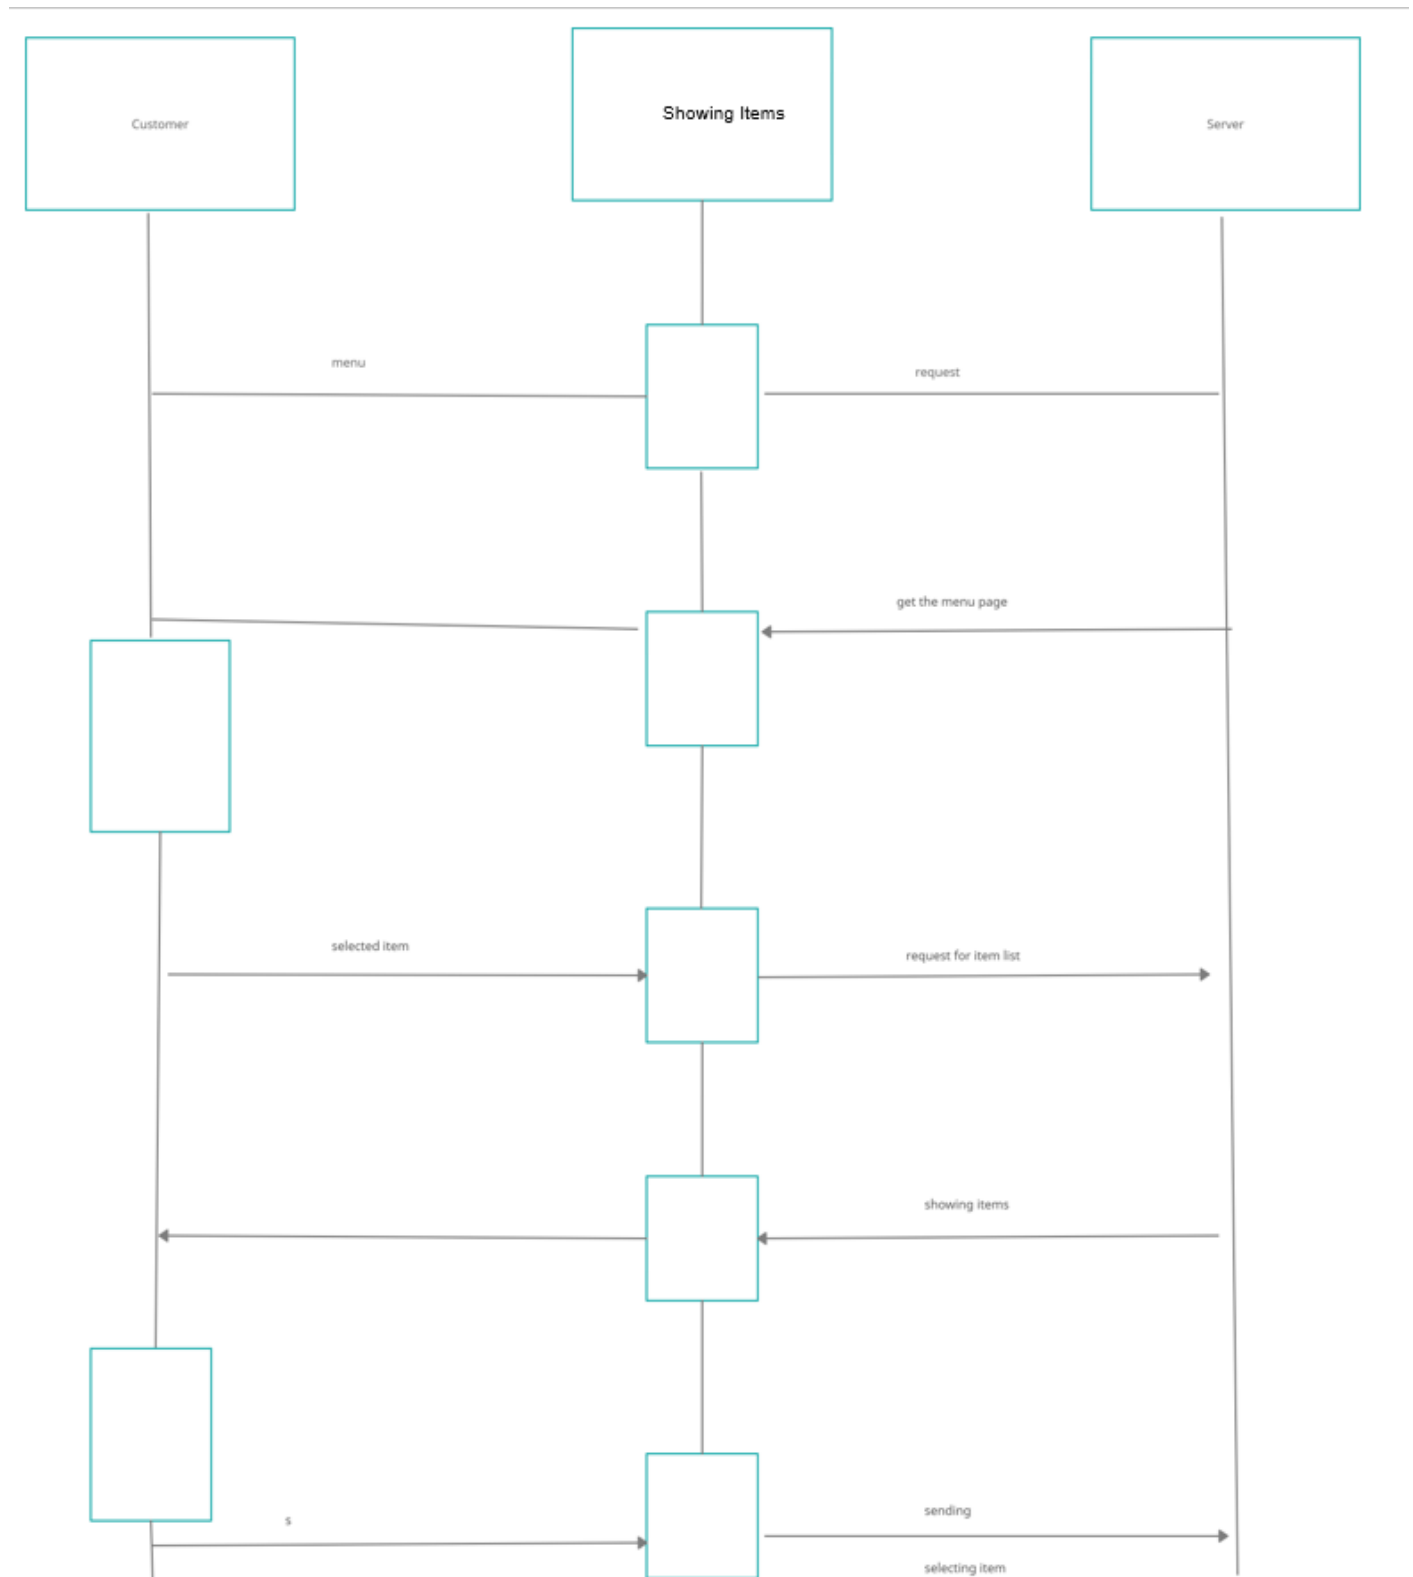 Customer
Showing Items
Server
menu
request
get the menu page
selected item
request for item list
showing items
s
sending
selecting item